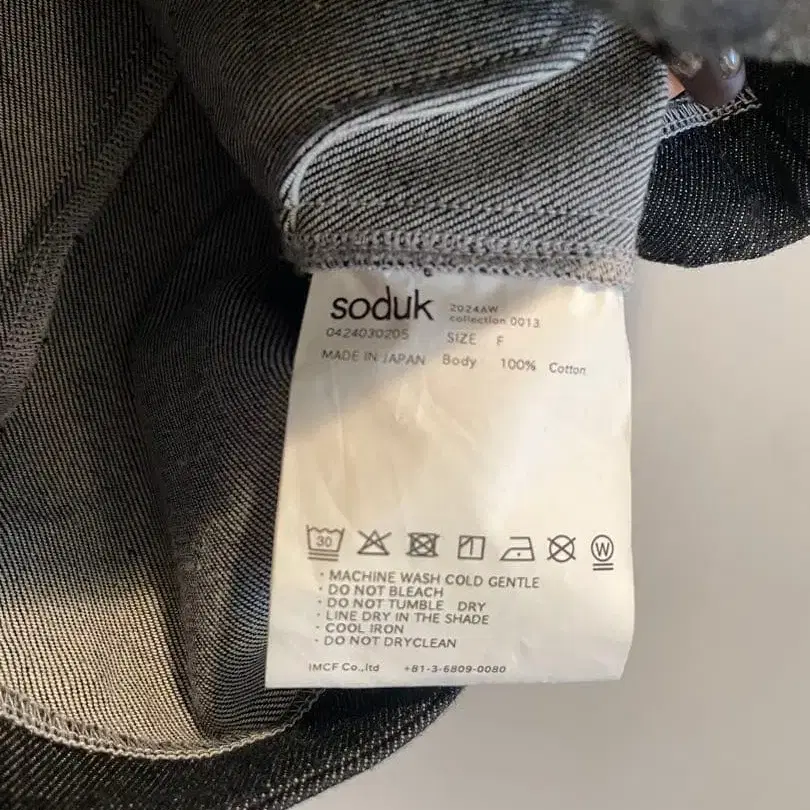 soduk 2024AW
collection 0013
0424030205 SIZE F
MADE IN JAPAN Body 100% Cotton
30 W
· MACHINE WASH COLD GENTLE
· DO NOT BLEACH
· DO NOT TUMBLE DRY
· LINE DRY IN THE SHADE
· COOL IRON
· DO NOT DRYCLEAN
IMCF Co.,ltd +81-3-6809-0080